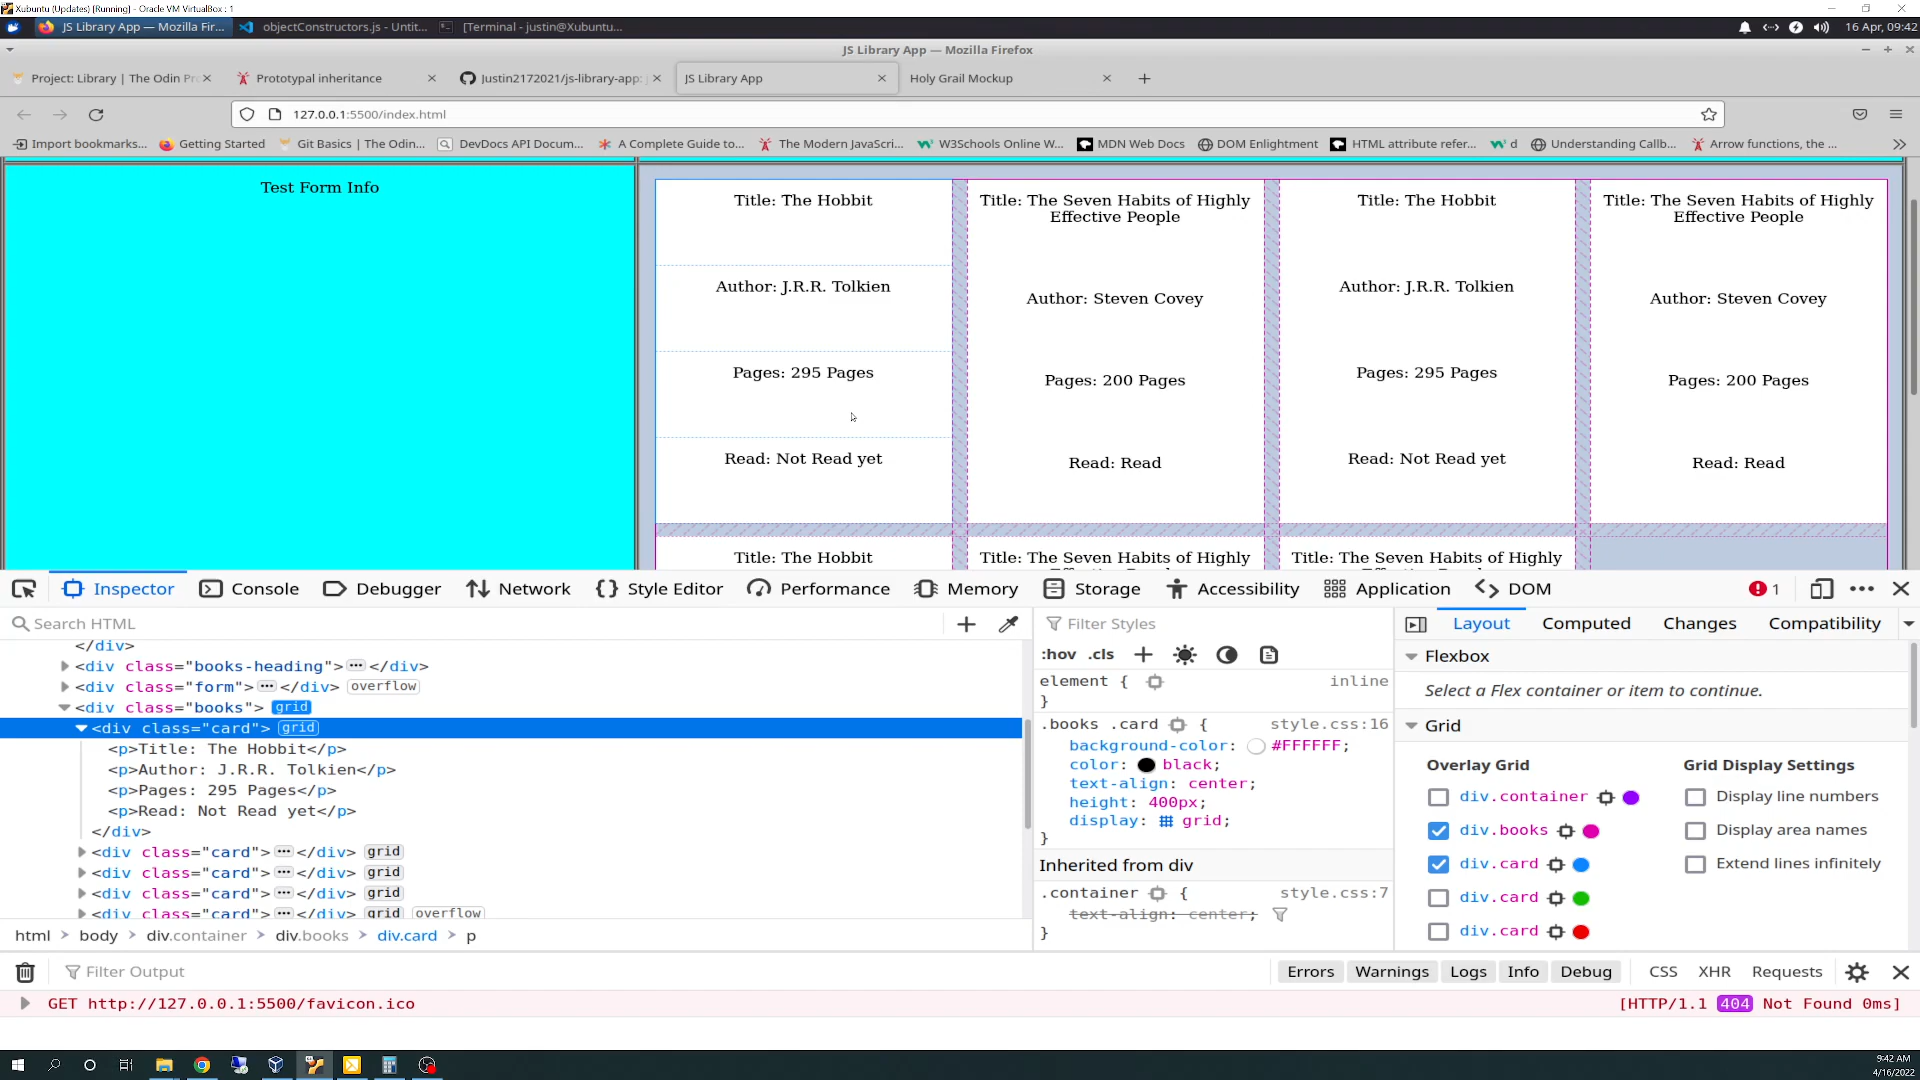 Xubuntu (Updates) [Running] - Oracle VM VirtualBox : 1
JS Library App — Mozilla Fir...
objectConstructors.js - Untit...
[Terminal - justin@Xubuntu...
16 Apr, 09:42
JS Library App — Mozilla Firefox
Project: Library | The Odin Pr
Prototypal inheritance
Justin2172021/js-library-app: j
JS Library App
Holy Grail Mockup
127.0.0.1:5500/index.html
Import bookmarks...
Getting Started
Git Basics | The Odin...
DevDocs API Docum...
A Complete Guide to...
The Modern JavaScri...
W3Schools Online W...
MDN Web Docs
DOM Enlightment
HTML attribute refer...
d
Understanding Callb...
Arrow functions, the ...
Test Form Info
Title: The Hobbit
Author: J.R.R. Tolkien
Pages: 295 Pages
Read: Not Read yet
Title: The Seven Habits of Highly
Effective People
Author: Steven Covey
Pages: 200 Pages
Read: Read
Title: The Hobbit
Author: J.R.R. Tolkien
Pages: 295 Pages
Read: Not Read yet
Title: The Seven Habits of Highly
Effective People
Author: Steven Covey
Pages: 200 Pages
Read: Read
Title: The Hobbit
Title: The Seven Habits of Highly
Title: The Seven Habits of Highly
Inspector
Console
Debugger
Network
Style Editor
Performance
Memory
Storage
Accessibility
Application
DOM
1
Search HTML
</div>
<div class="books-heading"> ··· </div>
<div class="form"> ··· </div> overflow
<div class="books"> grid
<div class="card"> grid
<p>Title: The Hobbit</p>
<p>Author: J.R.R. Tolkien</p>
<p>Pages: 295 Pages</p>
<p>Read: Not Read yet</p>
</div>
<div class="card"> ··· </div> grid
<div class="card"> ··· </div> grid
<div class="card"> ··· </div> grid
<div class="card"> ··· </div> grid overflow
html > body > div.container > div.books > div.card > p
Filter Styles
:hov .cls
element { inline
}
.books .card { style.css:16
background-color: #FFFFFF;
color: black;
text-align: center;
height: 400px;
display: grid;
}
Inherited from div
.container { style.css:7
text-align: center;
}
Layout
Computed
Changes
Compatibility
Flexbox
Select a Flex container or item to continue.
Grid
Overlay Grid
div.container
div.books
div.card
div.card
div.card
Grid Display Settings
Display line numbers
Display area names
Extend lines infinitely
Filter Output
Errors
Warnings
Logs
Info
Debug
CSS
XHR
Requests
GET http://127.0.0.1:5500/favicon.ico
[HTTP/1.1 404 Not Found 0ms]
9:42 AM
4/16/2022